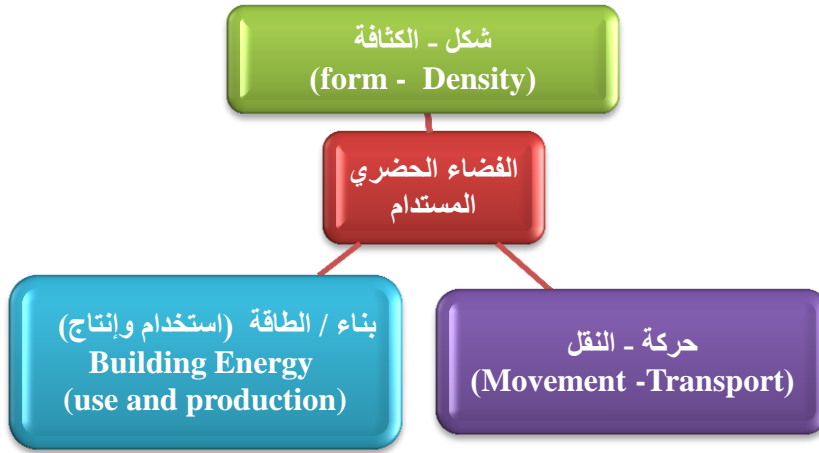 شكل - الكثافة
(form - Density)
الفضاء الحضري
المستدام
بناء / الطاقة (استخدام وإنتاج)
Building Energy
(use and production)
حركة - النقل
(Movement -Transport)